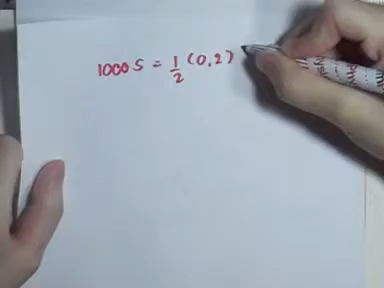 1000 S = 1/2 (0,2)